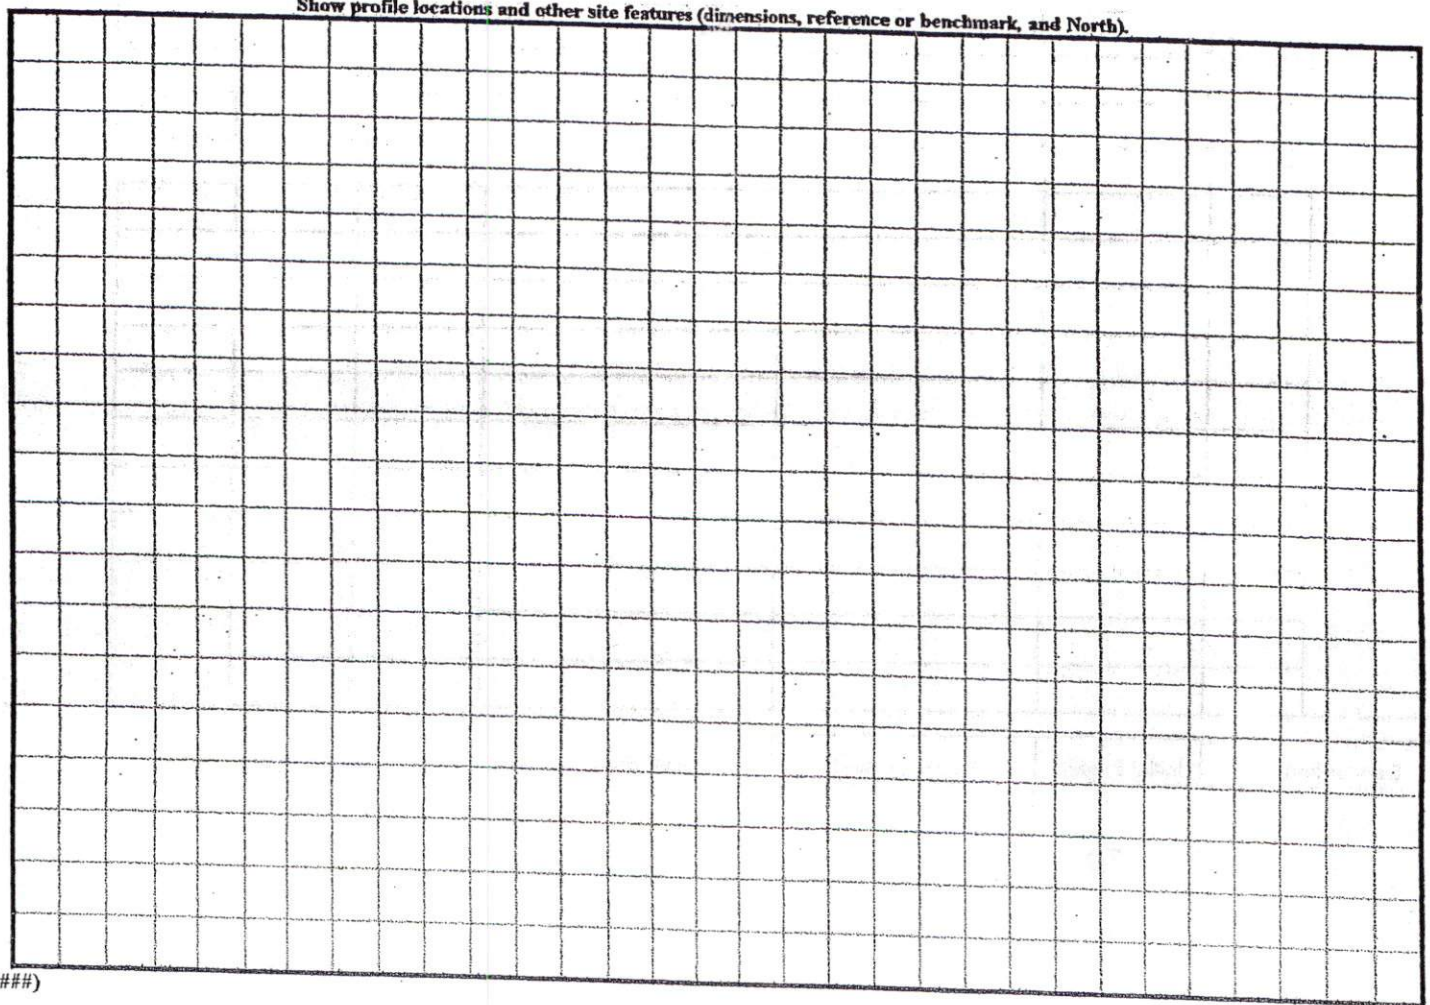 Show profile locations and other site features (dimensions, reference or benchmark, and North).
###)